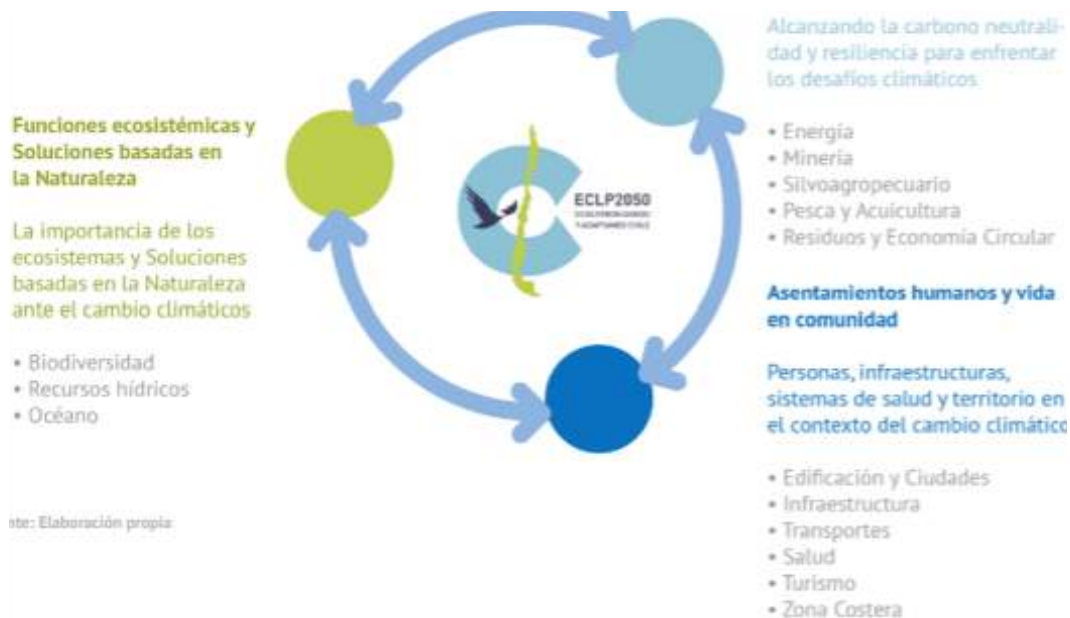 Funciones ecosistémicas y
Soluciones basadas en
la Naturaleza
La importancia de los
ecosistemas y Soluciones
basadas en la Naturaleza
ante el cambio climáticos
• Biodiversidad
• Recursos hídricos
• Océano
nte: Elaboración propia
ECLP2050
Y ADAPTANDO CHILE
Alcanzando la carbono neutrali-
dad y resiliencia para enfrentar
los desafíos climáticos
• Energía
• Minería
• Silvoagropecuario
• Pesca y Acuicultura
• Residuos y Economía Circular
Asentamientos humanos y vida
en comunidad
Personas, infraestructuras,
sistemas de salud y territorio en
el contexto del cambio climático
• Edificación y Ciudades
• Infraestructura
• Transportes
• Salud
• Turismo
• Zona Costera